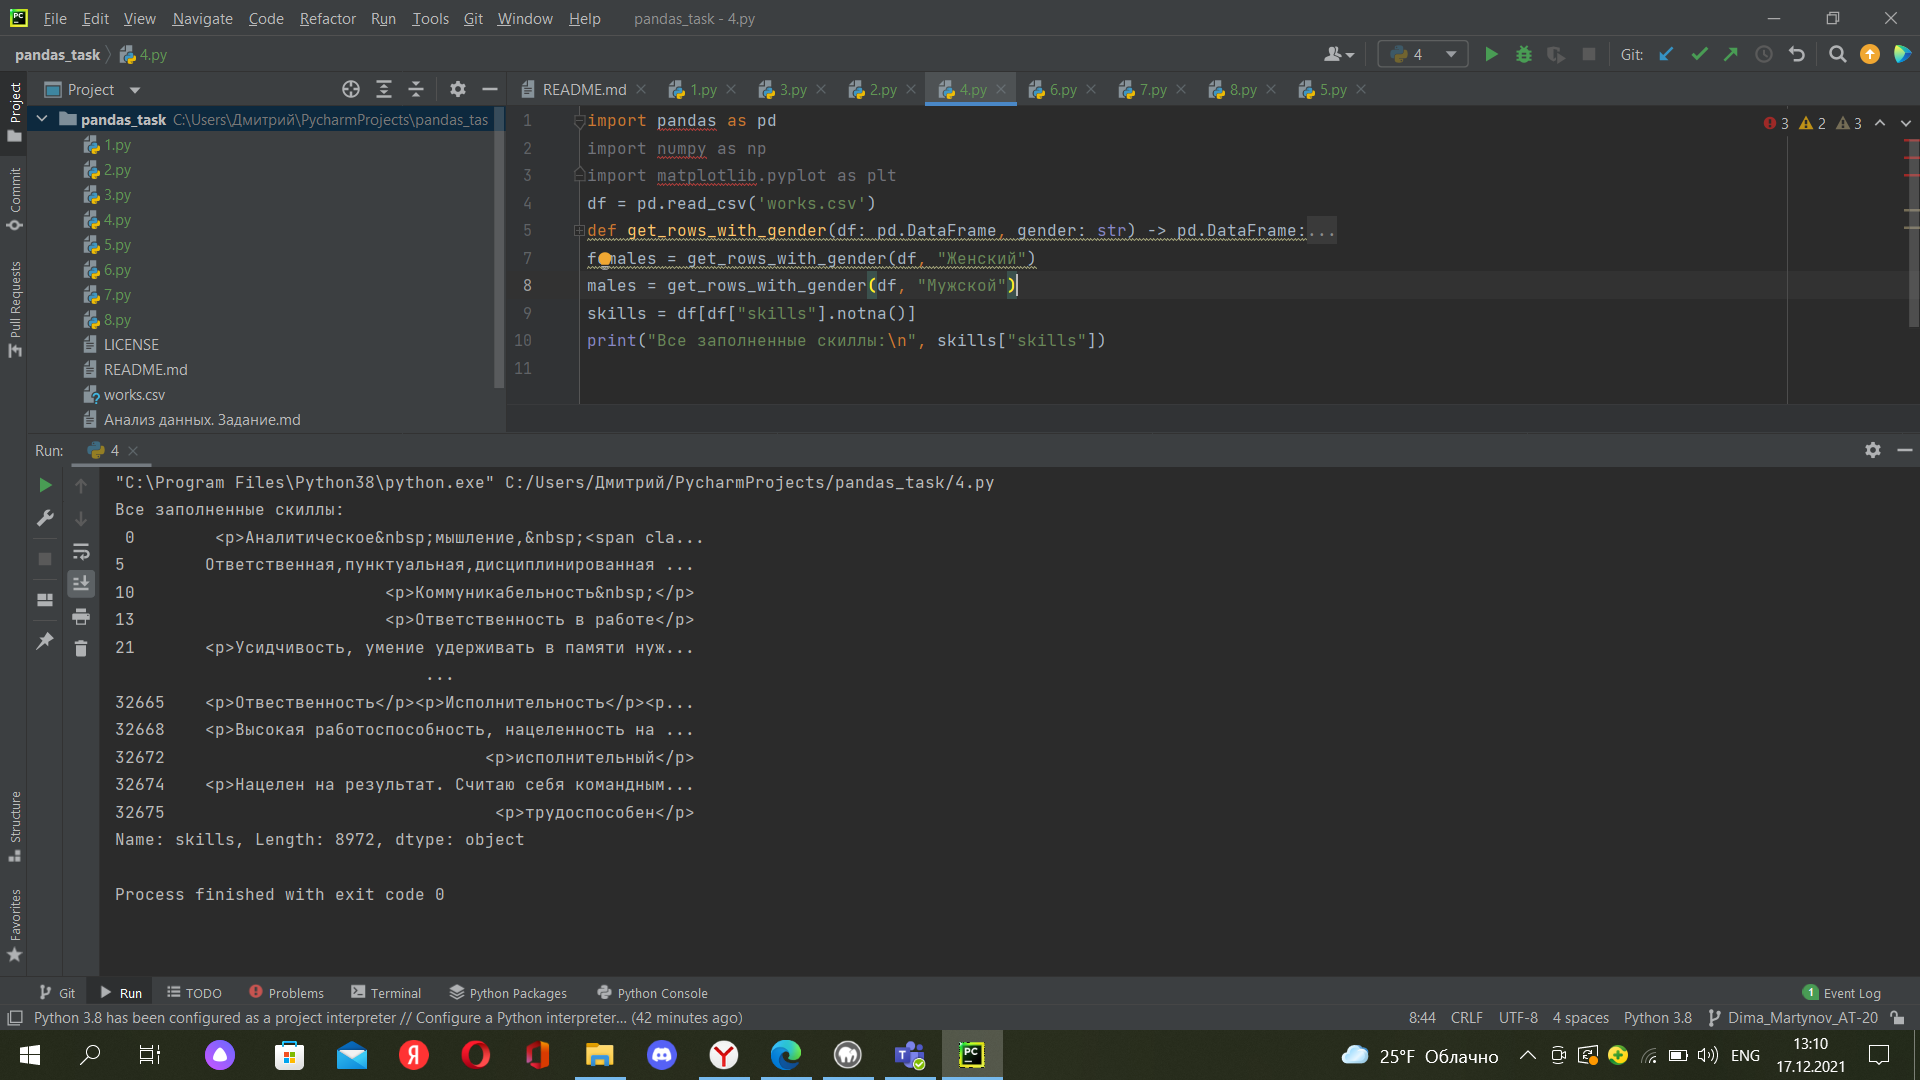 File Edit View Navigate Code Refactor Run Tools Git Window Help pandas_task - 4.py
pandas_task 4.py 4 Git:
Project README.md 1.py 3.py 2.py 4.py 6.py 7.py 8.py 5.py
pandas_task C:\Users\Дмитрий\PycharmProjects\pandas_tas
1.py
2.py
3.py
4.py
5.py
6.py
7.py
8.py
LICENSE
README.md
works.csv
Анализ данных. Задание.md
Project
Commit
Pull Requests
Structure
Favorites
3 2 3
1 import pandas as pd
2 import numpy as np
3 import matplotlib.pyplot as plt
4 df = pd.read_csv('works.csv')
5 def get_rows_with_gender(df: pd.DataFrame, gender: str) -> pd.DataFrame:...
7 f males = get_rows_with_gender(df, "Женский")
8 males = get_rows_with_gender(df, "Мужской")
9 skills = df[df["skills"].notna()]
10 print("Все заполненные скиллы:\n", skills["skills"])
11
Run: 4
"C:\Program Files\Python38\python.exe" C:/Users/Дмитрий/PycharmProjects/pandas_task/4.py
Все заполненные скиллы:
0 <p>Аналитическое&nbsp;мышление,&nbsp;<span cla...
5 Ответственная,пунктуальная,дисциплинированная ...
10 <p>Коммуникабельность&nbsp;</p>
13 <p>Ответственность в работе</p>
21 <p>Усидчивость, умение удерживать в памяти нуж...
...
32665 <p>Отвественность</p><p>Исполнительность</p><p...
32668 <p>Высокая работоспособность, нацеленность на ...
32672 <p>исполнительный</p>
32674 <p>Нацелен на результат. Считаю себя командным...
32675 <p>трудоспособен</p>
Name: skills, Length: 8972, dtype: object
Process finished with exit code 0
Git Run TODO Problems Terminal Python Packages Python Console 1 Event Log
Python 3.8 has been configured as a project interpreter // Configure a Python interpreter... (42 minutes ago) 8:44 CRLF UTF-8 4 spaces Python 3.8 Dima_Martynov_AT-20
25°F Облачно ENG 13:10
17.12.2021